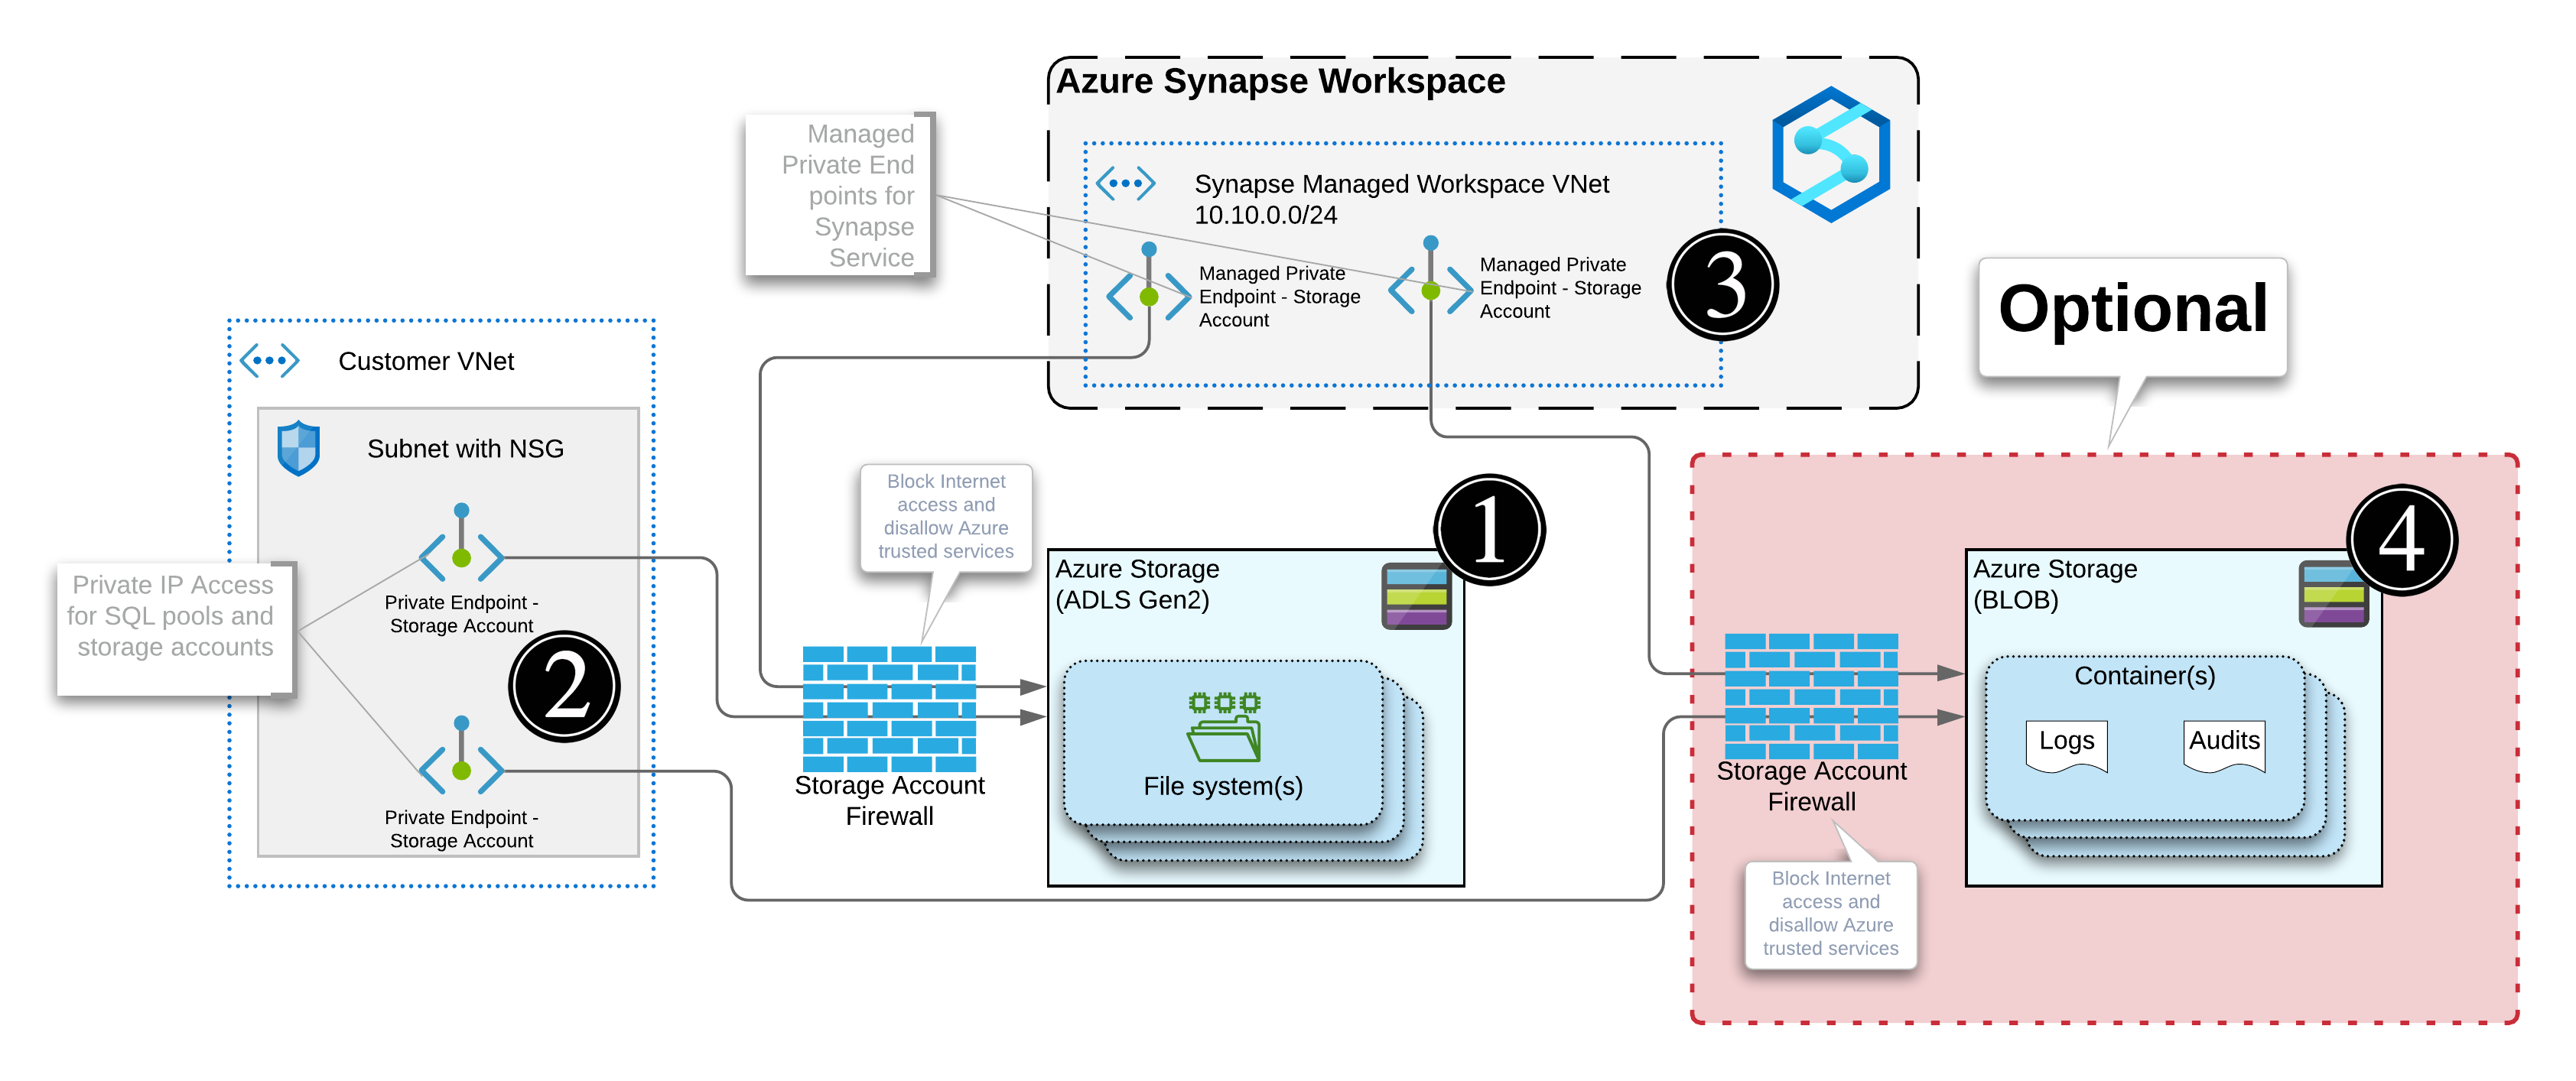 Azure Synapse Workspace
Managed
Private End
points for
Synapse
Service
Synapse Managed Workspace VNet
10.10.0.0/24
Managed Private
Endpoint - Storage
Account
Managed Private
Endpoint - Storage
Account
3
Optional
Customer VNet
Subnet with NSG
Private Endpoint -
Storage Account
Private IP Access
for SQL pools and
storage accounts
2
Private Endpoint -
Storage Account
Block Internet
access and
disallow Azure
trusted services
Storage Account
Firewall
1
Azure Storage
(ADLS Gen2)
File system(s)
4
Azure Storage
(BLOB)
Container(s)
Logs
Audits
Storage Account
Firewall
Block Internet
access and
disallow Azure
trusted services